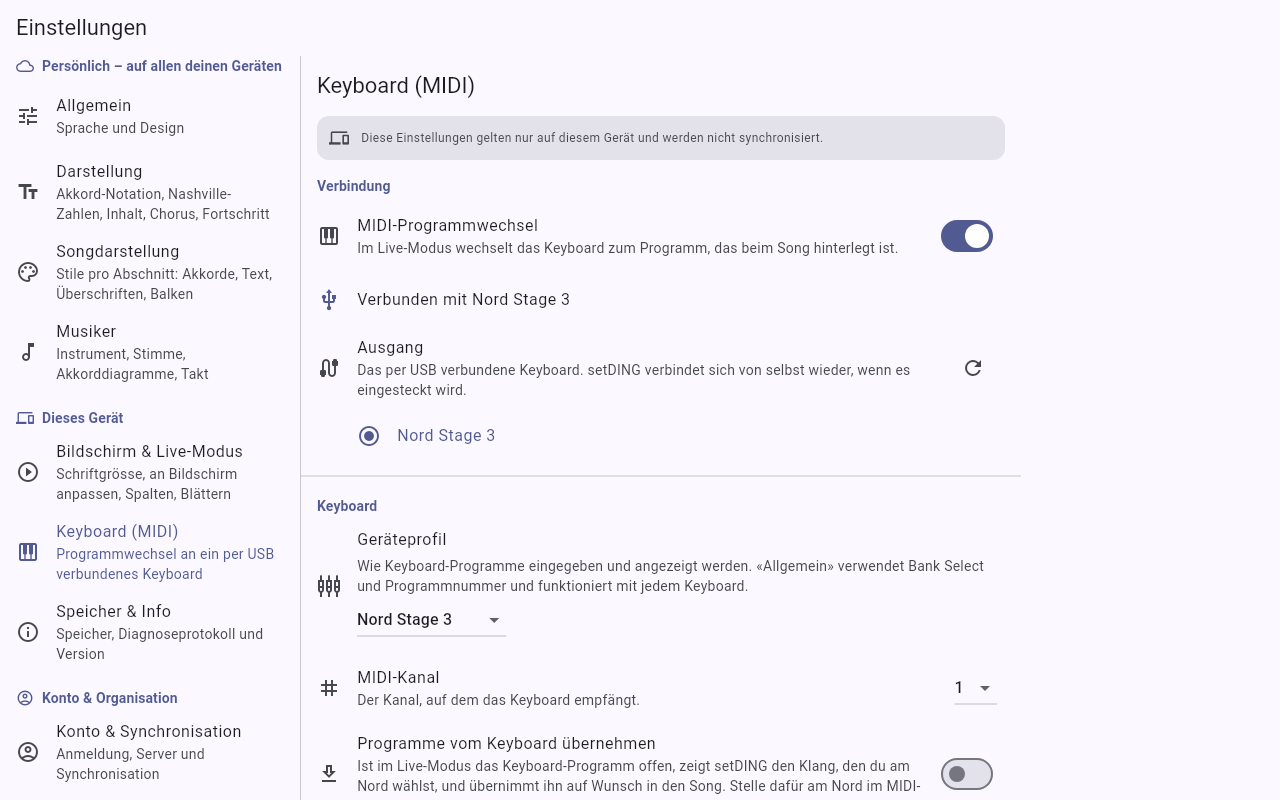 Einstellungen
Persönlich – auf allen deinen Geräten
Allgemein
Sprache und Design
Darstellung
Akkord-Notation, Nashville-
Zahlen, Inhalt, Chorus, Fortschritt
Songdarstellung
Stile pro Abschnitt: Akkorde, Text,
Überschriften, Balken
Musiker
Instrument, Stimme,
Akkorddiagramme, Takt
Dieses Gerät
Bildschirm & Live-Modus
Schriftgrösse, an Bildschirm
anpassen, Spalten, Blättern
Keyboard (MIDI)
Programmwechsel an ein per USB
verbundenes Keyboard
Speicher & Info
Speicher, Diagnoseprotokoll und
Version
Konto & Organisation
Konto & Synchronisation
Anmeldung, Server und
Synchronisation
Keyboard (MIDI)
Diese Einstellungen gelten nur auf diesem Gerät und werden nicht synchronisiert.
Verbindung
MIDI-Programmwechsel
Im Live-Modus wechselt das Keyboard zum Programm, das beim Song hinterlegt ist.
Verbunden mit Nord Stage 3
Ausgang
Das per USB verbundene Keyboard. setDING verbindet sich von selbst wieder, wenn es
eingesteckt wird.
Nord Stage 3
Keyboard
Geräteprofil
Wie Keyboard-Programme eingegeben und angezeigt werden. «Allgemein» verwendet Bank Select
und Programmnummer und funktioniert mit jedem Keyboard.
Nord Stage 3
MIDI-Kanal
Der Kanal, auf dem das Keyboard empfängt.
1
Programme vom Keyboard übernehmen
Ist im Live-Modus das Keyboard-Programm offen, zeigt setDING den Klang, den du am
Nord wählst, und übernimmt ihn auf Wunsch in den Song. Stelle dafür am Nord im MIDI-